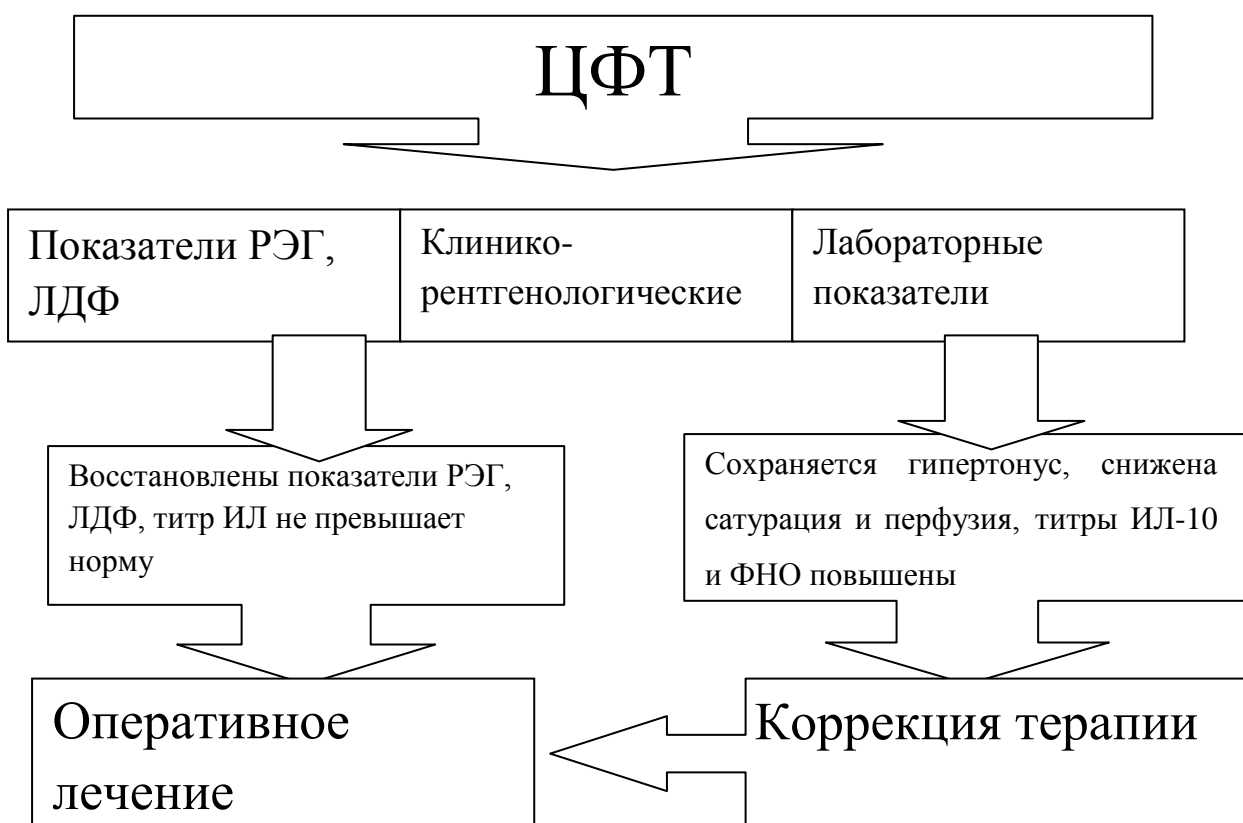 ЦФТ
Показатели РЭГ,
ЛДФ
Клинико-
рентгенологические
Лабораторные
показатели
Восстановлены показатели РЭГ,
ЛДФ, титр ИЛ не превышает
норму
Сохраняется гипертонус, снижена
сатурация и перфузия, титры ИЛ-10
и ФНО повышены
Оперативное
лечение
Коррекция терапии